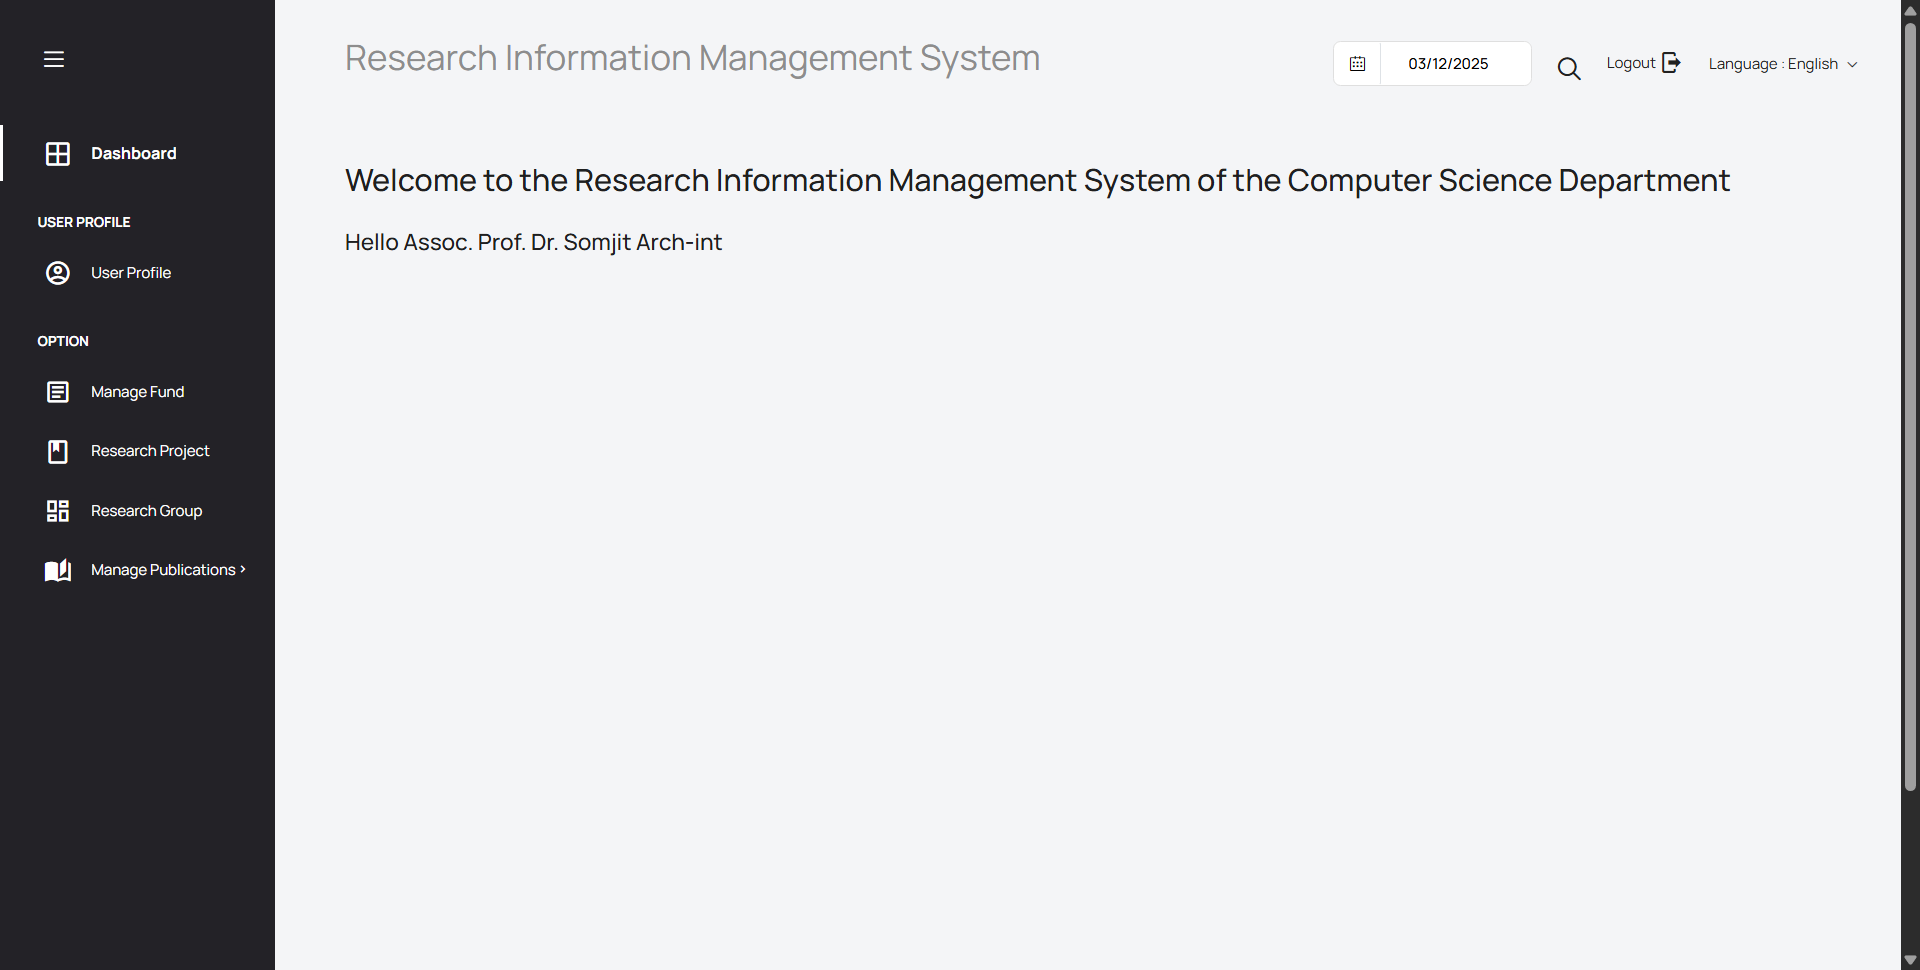 Research Information Management System
03/12/2025
Logout
Language : English
Dashboard
Welcome to the Research Information Management System of the Computer Science Department
USER PROFILE
Hello Assoc. Prof. Dr. Somjit Arch-int
User Profile
OPTION
Manage Fund
Research Project
Research Group
Manage Publications ›